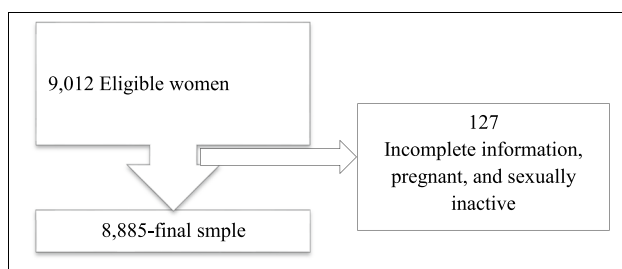 9,012 Eligible women
127
Incomplete information,
pregnant, and sexually
inactive
8,885-final smple